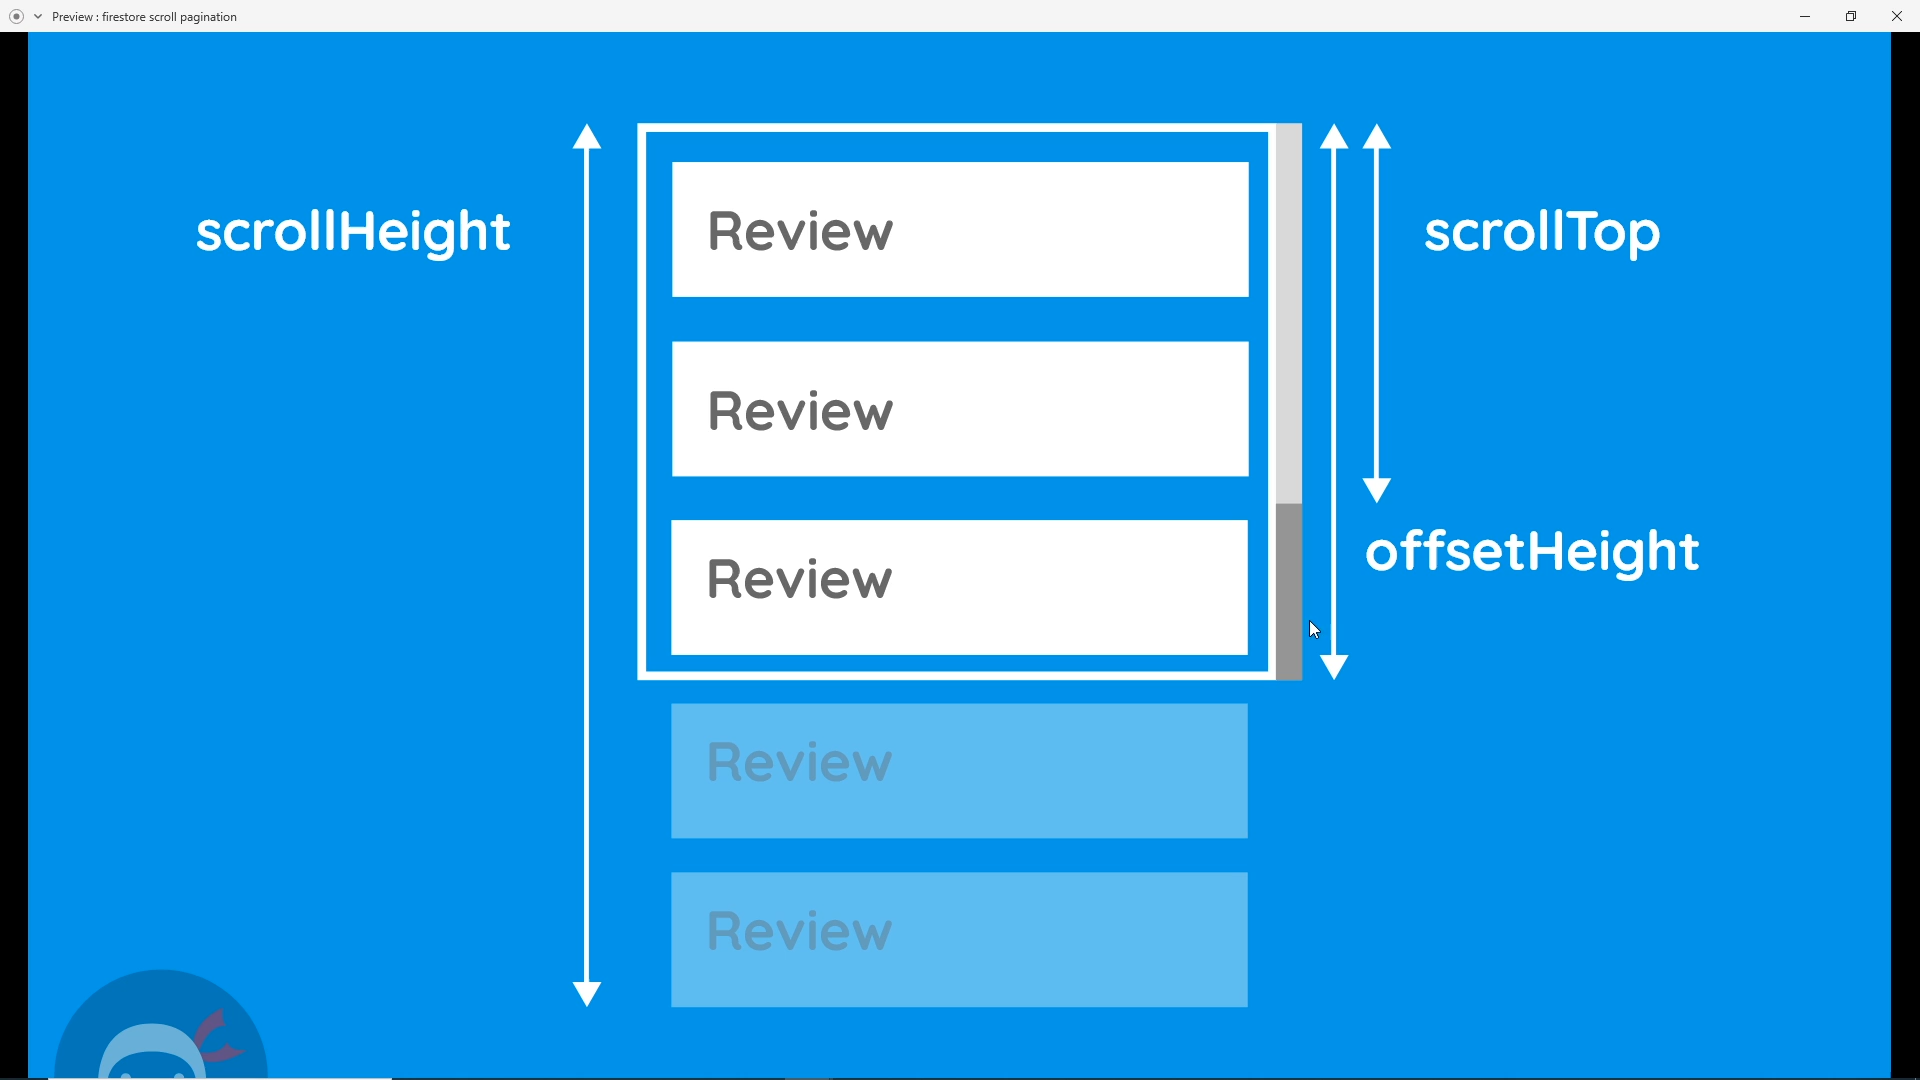 Preview : firestore scroll pagination
scrollHeight
Review
scrollTop
Review
offsetHeight
Review
Review
Review